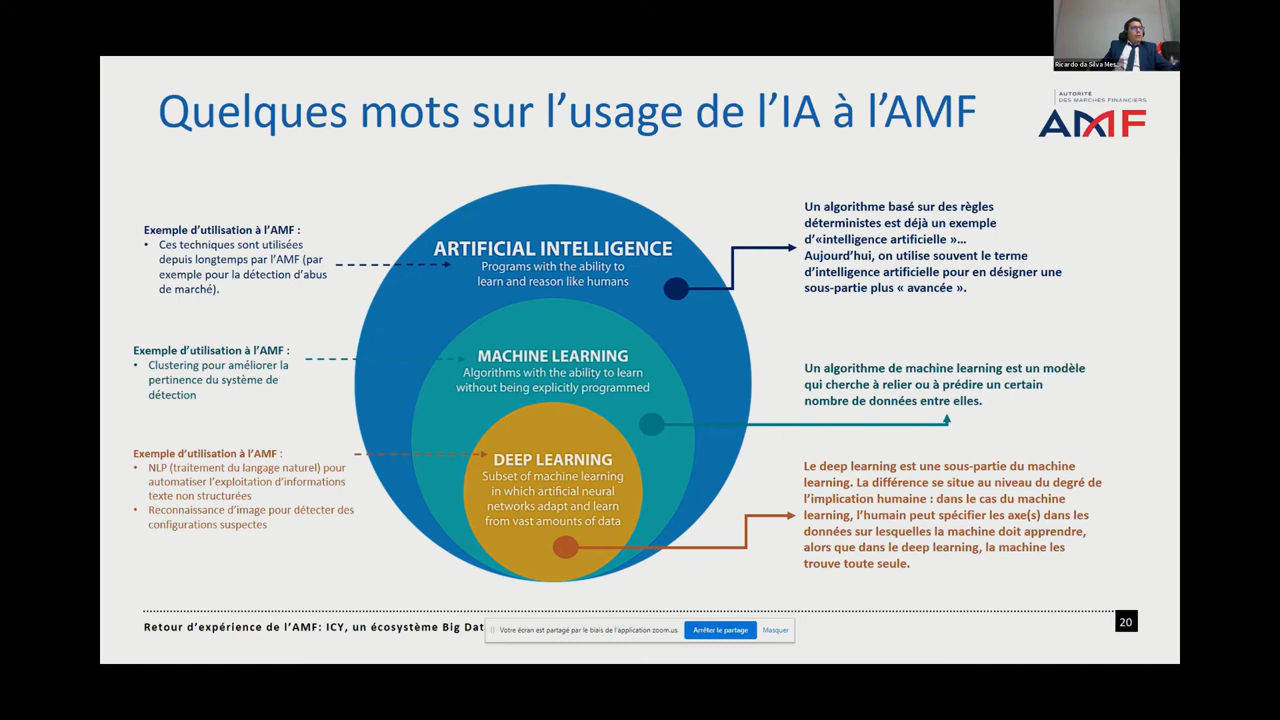 Ricardo da Silva Mes
Quelques mots sur l’usage de l’IA à l’AMF
AUTORITÉ
DES MARCHÉS FINANCIERS
AMF
Exemple d’utilisation à l’AMF :
• Ces techniques sont utilisées
depuis longtemps par l’AMF (par
exemple pour la détection d’abus
de marché).
Exemple d’utilisation à l’AMF :
• Clustering pour améliorer la
pertinence du système de
détection
Exemple d’utilisation à l’AMF :
• NLP (traitement du langage naturel) pour
automatiser l’exploitation d’informations
texte non structurées
• Reconnaissance d’image pour détecter des
configurations suspectes
ARTIFICIAL INTELLIGENCE
Programs with the ability to
learn and reason like humans
MACHINE LEARNING
Algorithms with the ability to learn
without being explicitly programmed
DEEP LEARNING
Subset of machine learning
in which artificial neural
networks adapt and learn
from vast amounts of data
Un algorithme basé sur des règles
déterministes est déjà un exemple
d’«intelligence artificielle »…
Aujourd’hui, on utilise souvent le terme
d’intelligence artificielle pour en désigner une
sous-partie plus « avancée ».
Un algorithme de machine learning est un modèle
qui cherche à relier ou à prédire un certain
nombre de données entre elles.
Le deep learning est une sous-partie du machine
learning. La différence se situe au niveau du degré de
l’implication humaine : dans le cas du machine
learning, l’humain peut spécifier les axe(s) dans les
données sur lesquelles la machine doit apprendre,
alors que dans le deep learning, la machine les
trouve toute seule.
Retour d’expérience de l’AMF: ICY, un écosystème Big Dat
Votre écran est partagé par le biais de l'application zoom.us.
Arrêter le partage
Masquer
20